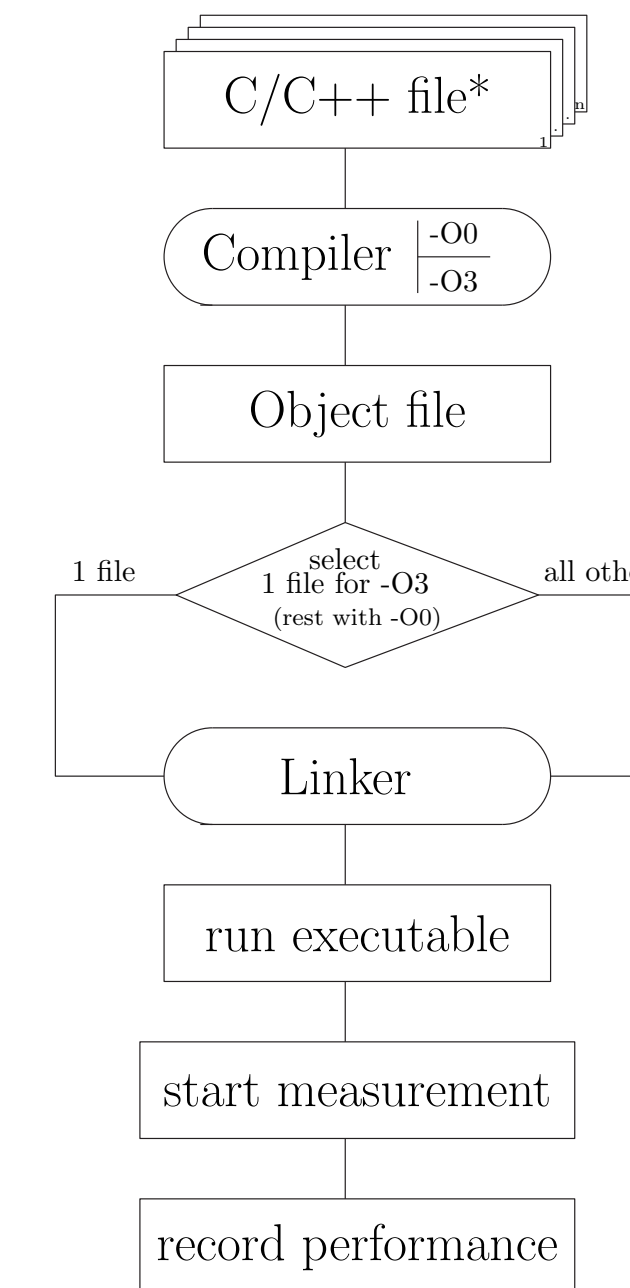 C/C++ file*
n
.
.
1
Compiler
-O0
-O3
Object file
select
1 file for -O3
(rest with -O0)
1 file
all
Linker
run executable
start measurement
record performance